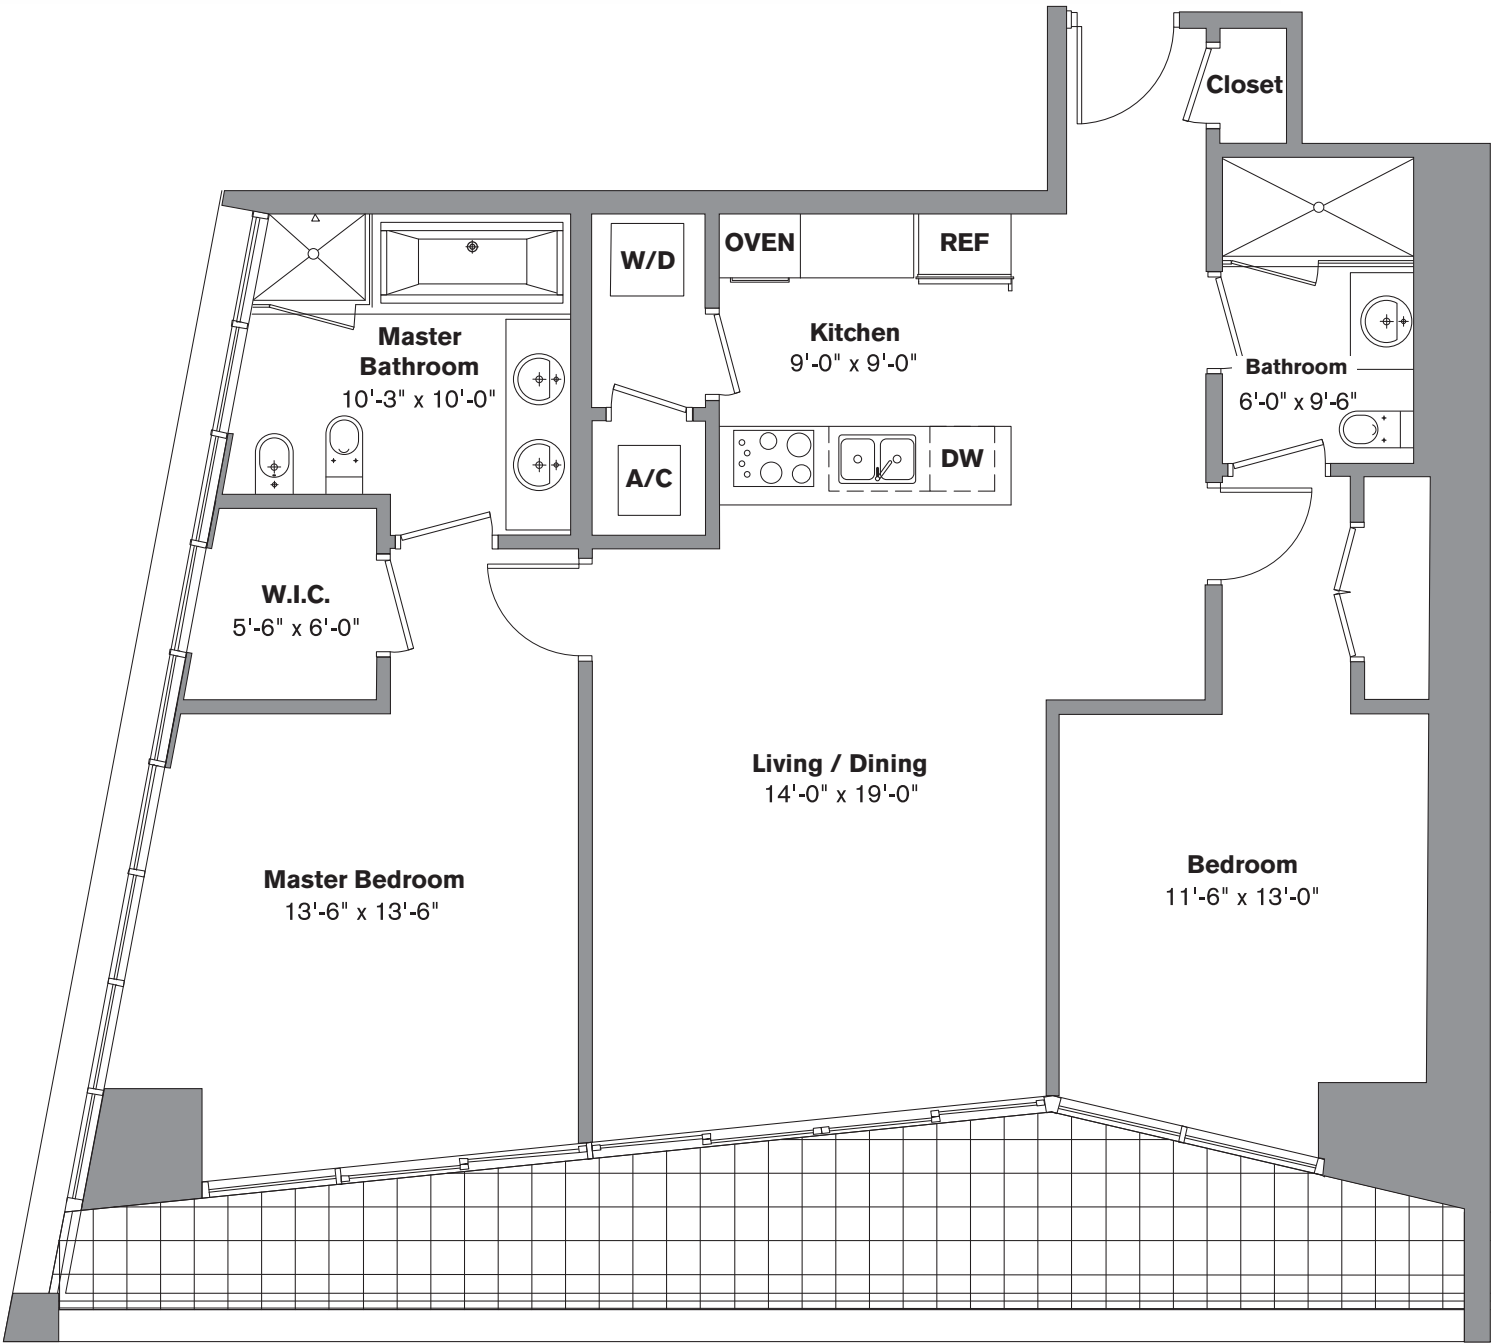 Closet
OVEN
REF
W/D
Master
Bathroom
10'-3" x 10'-0"
Kitchen
9'-0" x 9'-0"
Bathroom
6'-0" x 9'-6"
A/C
DW
W.I.C.
5'-6" x 6'-0"
Living / Dining
14'-0" x 19'-0"
Master Bedroom
13'-6" x 13'-6"
Bedroom
11'-6" x 13'-0"